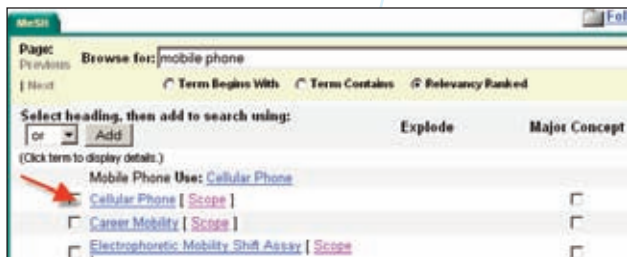 MeSH
Fol
Page:
Previous Browse for: mobile phone
| Next Term Begins With Term Contains Relevancy Ranked
Select heading, then add to search using:
or Add Explode Major Concept
(Click term to display details.)
Mobile Phone Use: Cellular Phone
Cellular Phone [ Scope ]
Career Mobility [ Scope ]
Electrophoretic Mobility Shift Assay [ Scope